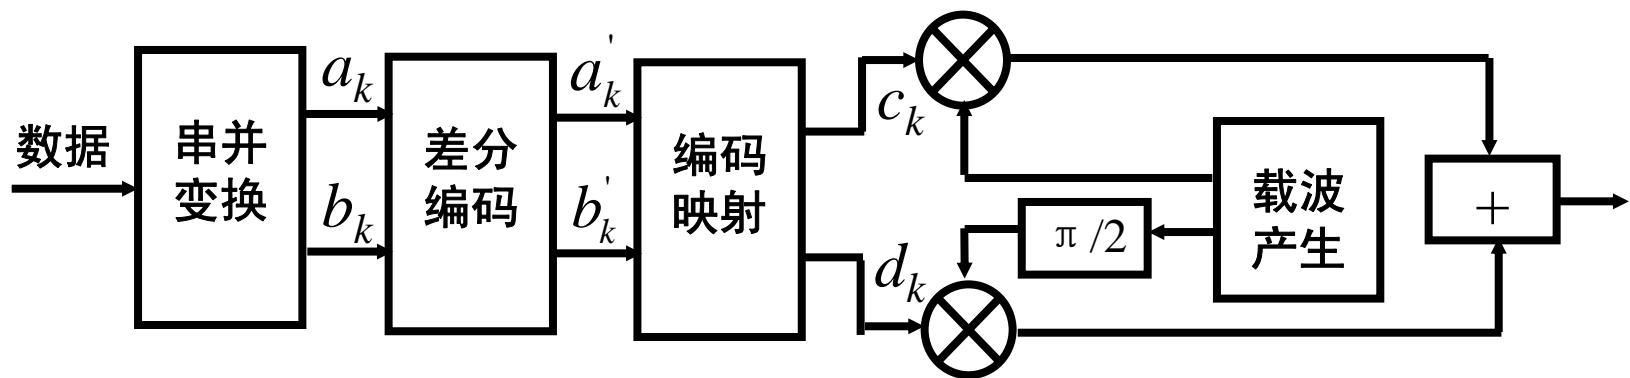 数据
串并
变换
a_k
b_k
差分
编码
a'_k
b'_k
编码
映射
c_k
d_k
π/2
载波
产生
+